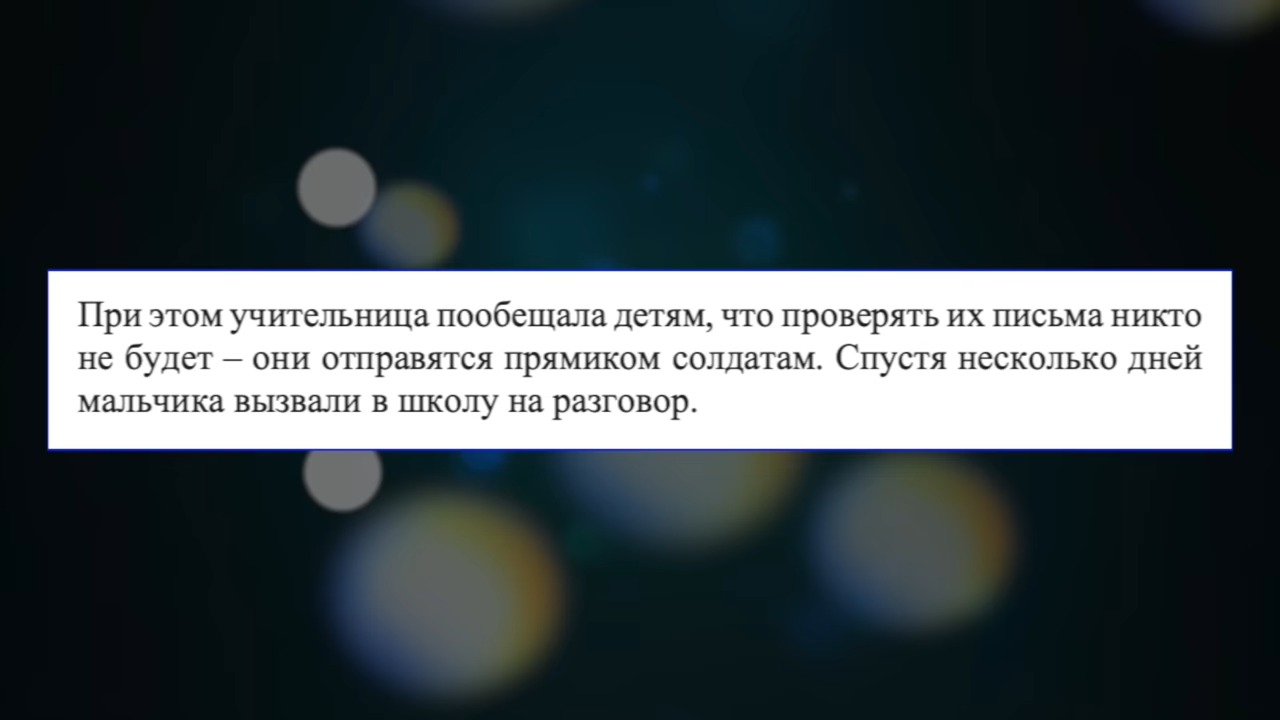 При этом учительница пообещала детям, что проверять их письма никто
не будет – они отправятся прямиком солдатам. Спустя несколько дней
мальчика вызвали в школу на разговор.